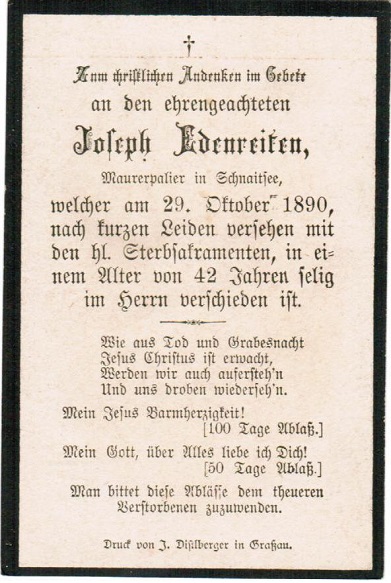 †
Zum christlichen Andenken im Gebete
an den ehrengeachteten
Joseph Edenreiten,
Maurerpalier in Schnaitsee,
welcher am 29. Oktober 1890,
nach kurzen Leiden versehen mit
den hl. Sterbsakramenten, in ei=
nem Alter von 42 Jahren selig
im Herrn verschieden ist.
Wie aus Tod und Grabesnacht
Jesus Christus ist erwacht,
Werden wir auch aufersteh'n
Und uns droben wiederseh'n.
Mein Jesus Barmherzigkeit!
[100 Tage Ablaß.]
Mein Gott, über Alles liebe ich Dich!
[50 Tage Ablaß.]
Man bittet diese Ablässe dem theueren
Verstorbenen zuzuwenden.
Druck von J. Distlberger in Graßau.